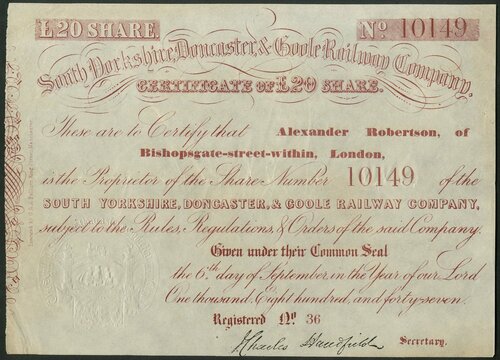 £20 SHARE. No. 10149
South Yorkshire, Doncaster, & Goole Railway Company.
CERTIFICATE OF £20 SHARE.
These are to Certify that Alexander Robertson, of
Bishopsgate-street-within, London,
is the Proprietor of the Share Number 10149 of the
SOUTH YORKSHIRE, DONCASTER, & GOOLE RAILWAY COMPANY,
subject to the Rules, Regulations, & Orders of the said Company.
Given under their Common Seal
the 6th day of September in the Year of our Lord
One thousand Eight hundred, and forty-seven.
Registered No. 36
Charles Secretary.